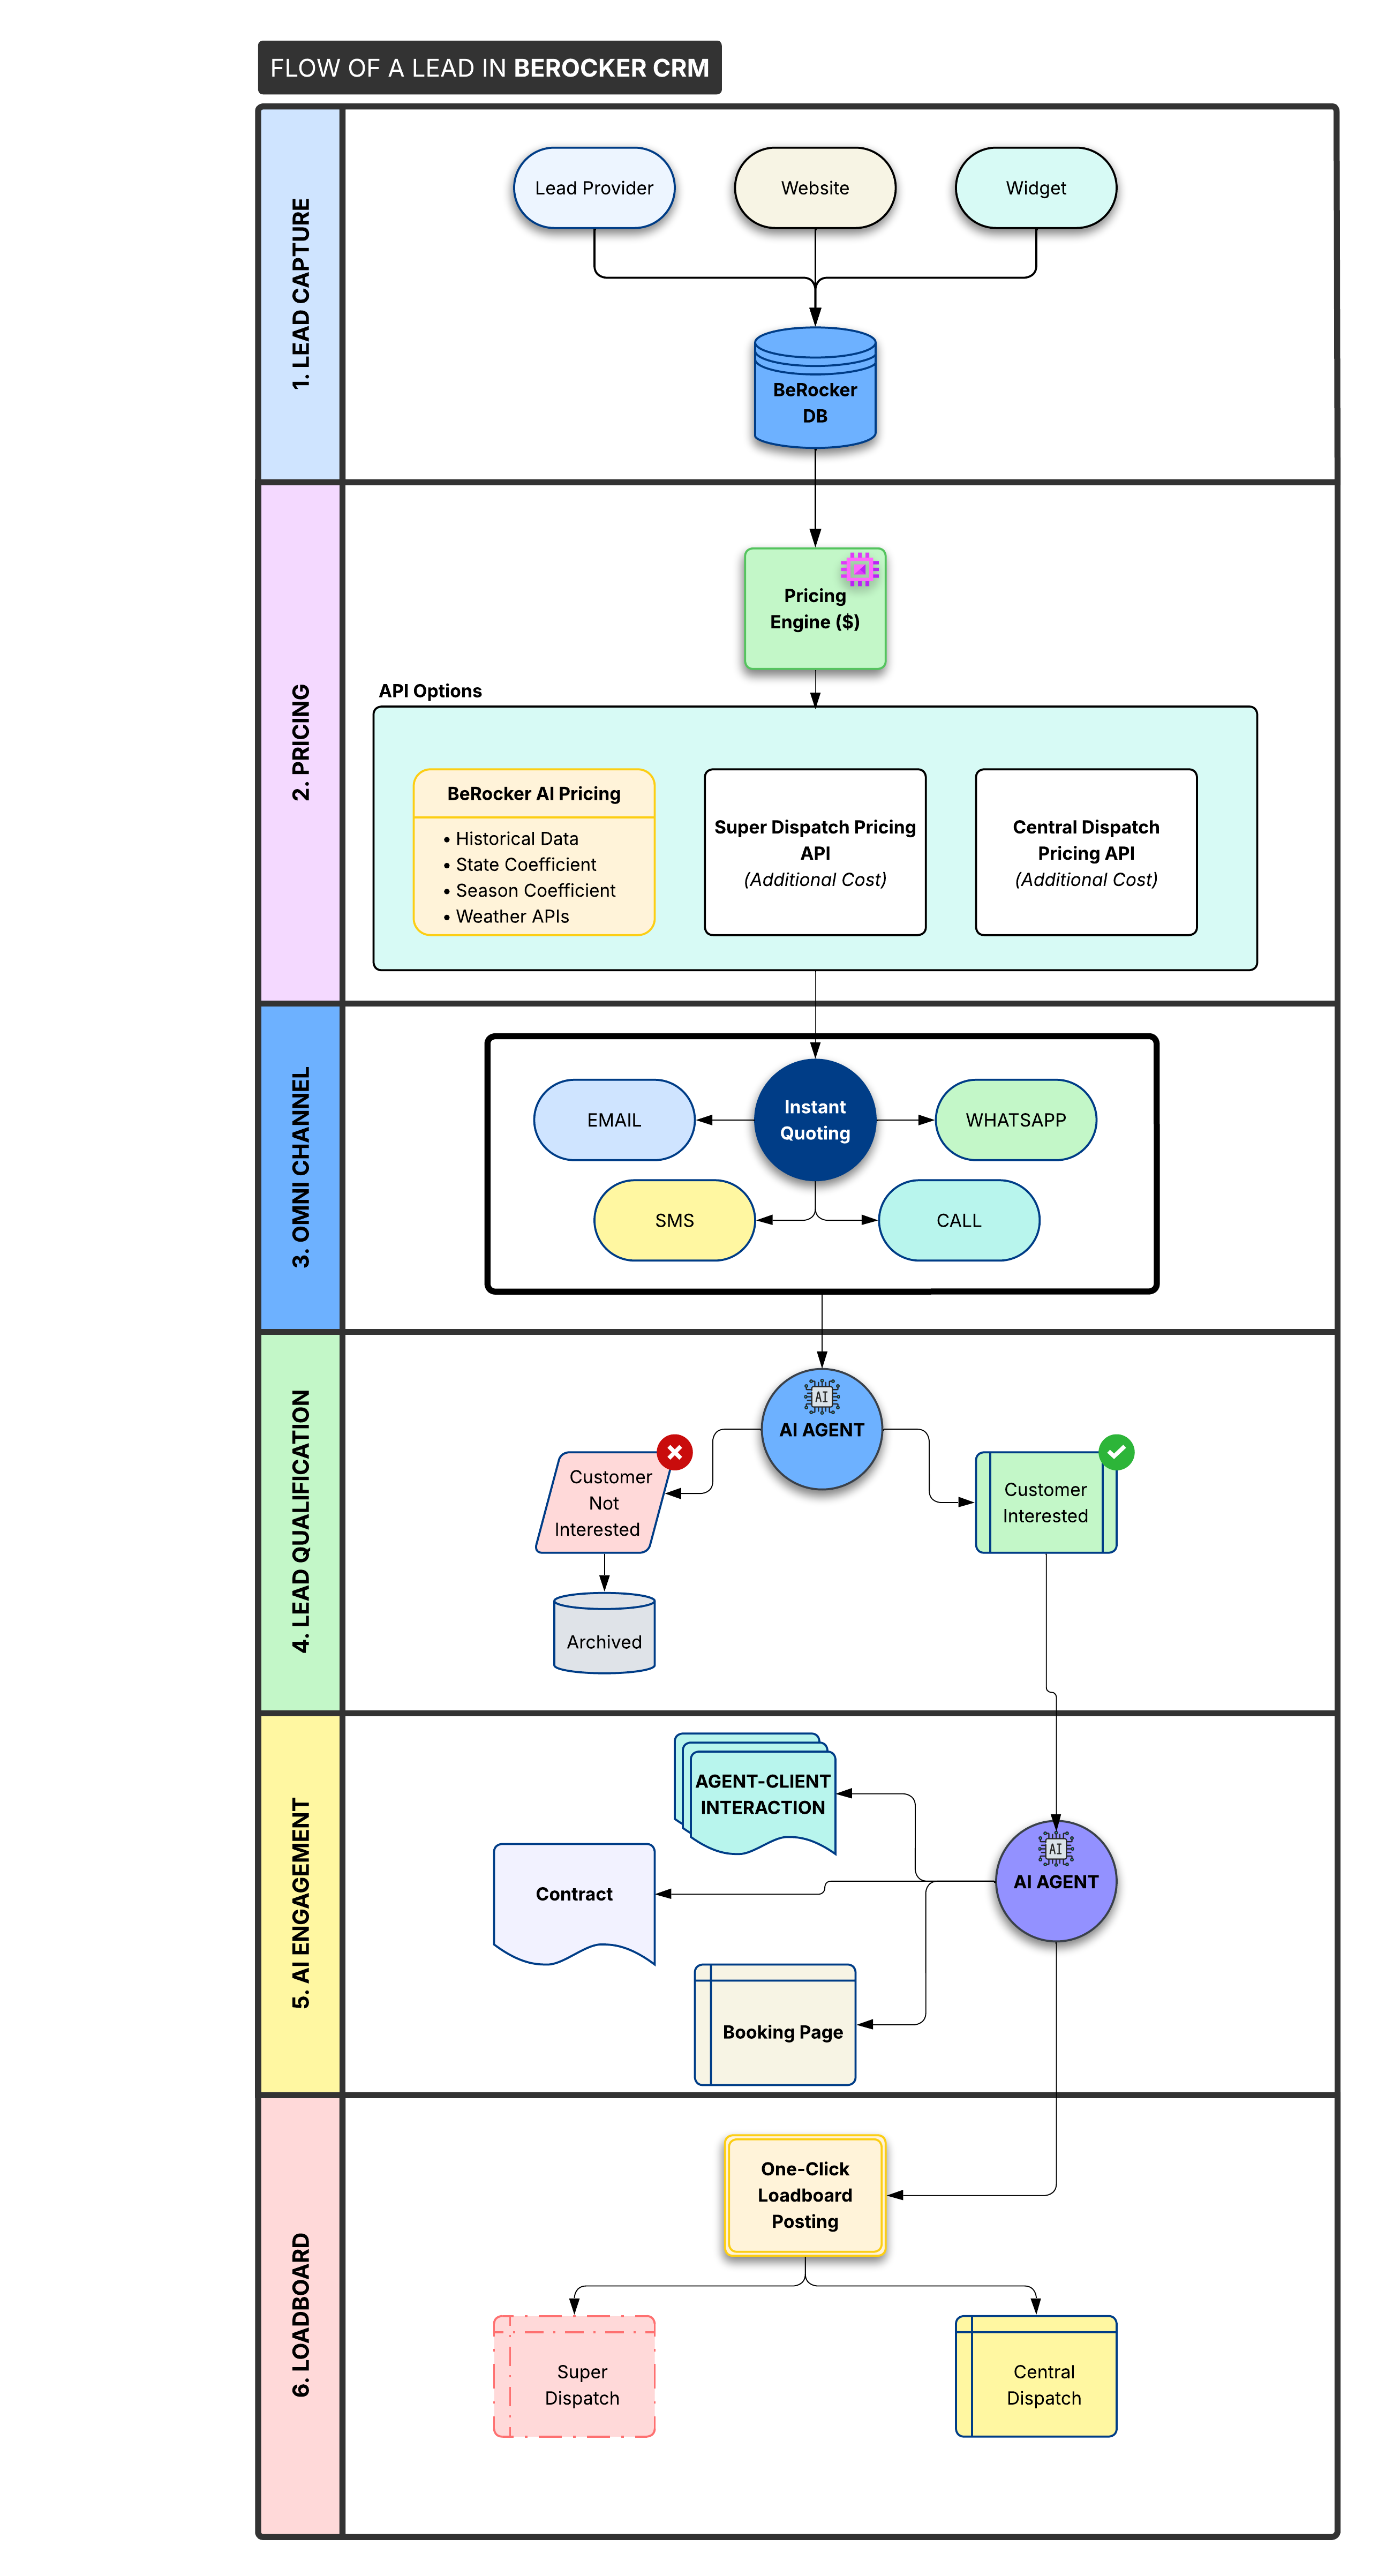 FLOW OF A LEAD IN BEROCKER CRM
1. LEAD CAPTURE
Lead Provider
Website
Widget
BeRocker
DB
2. PRICING
Pricing
Engine ($)
API Options
BeRocker AI Pricing
• Historical Data
• State Coefficient
• Season Coefficient
• Weather APIs
Super Dispatch Pricing
API
(Additional Cost)
Central Dispatch
Pricing API
(Additional Cost)
3. OMNI CHANNEL
Instant
Quoting
EMAIL
WHATSAPP
SMS
CALL
4. LEAD QUALIFICATION
AI
AI AGENT
Customer
Not
Interested
Customer
Interested
Archived
5. AI ENGAGEMENT
AGENT-CLIENT
INTERACTION
AI
AI AGENT
Contract
Booking Page
6. LOADBOARD
One-Click
Loadboard
Posting
Super
Dispatch
Central
Dispatch